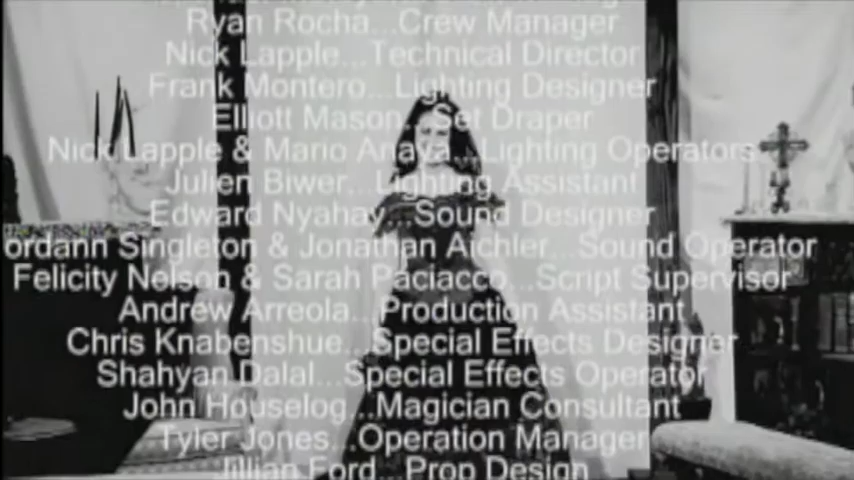 Ryan Rocha...Crew Manager
Nick Lapple...Technical Director
Frank Montero...Lighting Designer
Elliott Mason...Set Draper
Nick Lapple & Mario Anaya...Lighting Operators
Julien Biwer...Lighting Assistant
Edward Nyahay...Sound Designer
ordann Singleton & Jonathan Aichler...Sound Operator
Felicity Nelson & Sarah Paciacco...Script Supervisor
Andrew Arreola...Production Assistant
Chris Knabenshue...Special Effects Designer
Shahyan Dalal...Special Effects Operator
John Houselog...Magician Consultant
Tyler Jones...Operation Manager
Jillian Ford...Prop Design